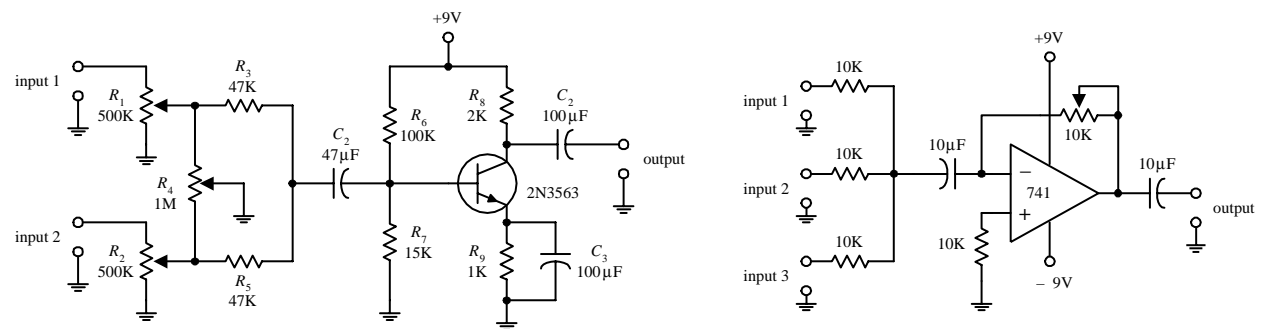 +9V
input 1
R1
500K
R3
47K
R4
1M
input 2
R2
500K
R5
47K
C2
47µF
R6
100K
R7
15K
R8
2K
C2
100µF
output
2N3563
R9
1K
C3
100µF
+9V
10K
input 1
10K
input 2
10K
input 3
10µF
10K
−
741
+
10K
– 9V
10µF
output